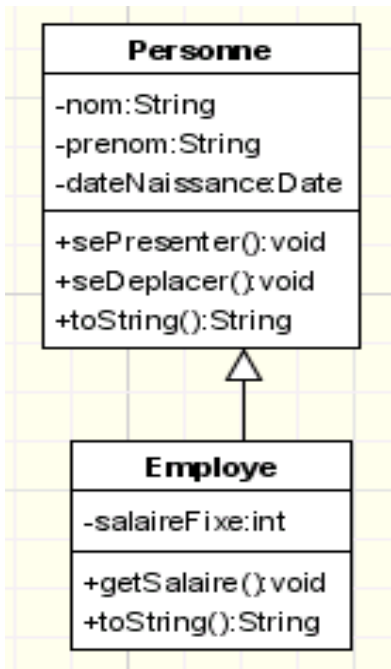 Personne
-nom:String
-prenom:String
-dateNaissance:Date
+sePresenter():void
+seDeplacer():void
+toString():String
Employe
-salaireFixe:int
+getSalaire():void
+toString():String